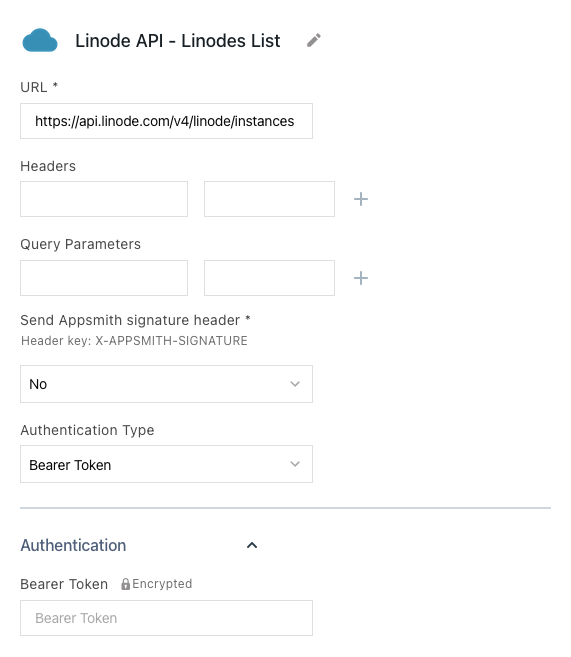 Linode API - Linodes List
URL *
https://api.linode.com/v4/linode/instances
Headers
Query Parameters
Send Appsmith signature header *
Header key: X-APPSMITH-SIGNATURE
No
Authentication Type
Bearer Token
Authentication
Bearer Token Encrypted
Bearer Token